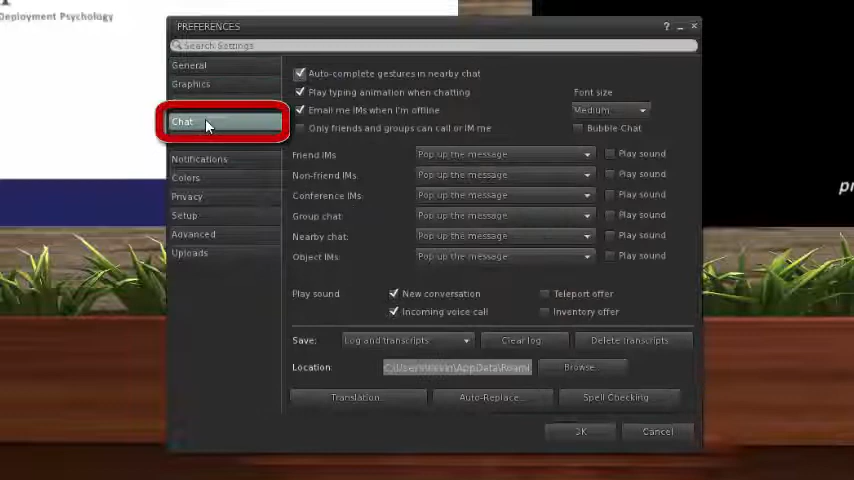 Deployment Psychology
PREFERENCES
Search Settings
General
Graphics
Chat
Notifications
Colors
Privacy
Setup
Advanced
Uploads
Auto-complete gestures in nearby chat
Play typing animation when chatting
Email me IMs when I'm offline
Only friends and groups can call or IM me
Font size
Medium
Bubble Chat
Friend IMs Pop up the message Play sound
Non-friend IMs: Pop up the message Play sound
Conference IMs: Pop up the message Play sound
Group chat: Pop up the message Play sound
Nearby chat: Pop up the message Play sound
Object IMs: Pop up the message Play sound
Play sound New conversation Teleport offer
Incoming voice call Inventory offer
Save: Log and transcripts Clear log. Delete transcripts
Location: Browse
Translation... Auto-Replace... Spell Checking
OK Cancel